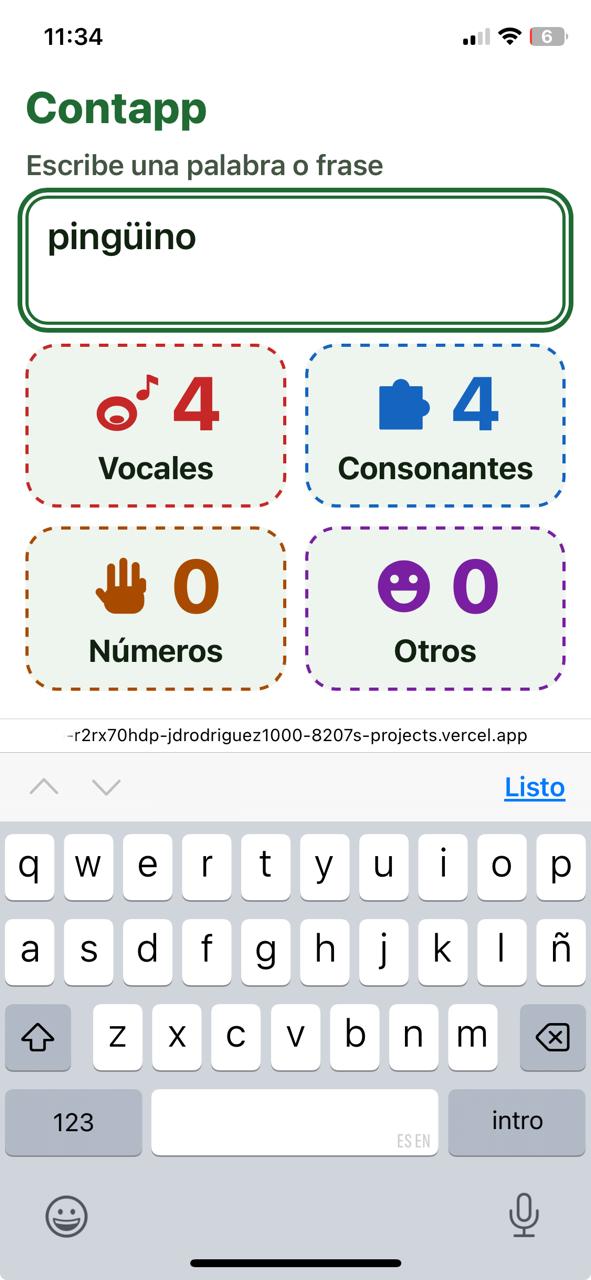 11:34
6
Contapp
Escribe una palabra o frase
pingüino
4
Vocales
4
Consonantes
0
Números
0
Otros
-r2rx70hdp-jdrodriguez1000-8207s-projects.vercel.app
Listo
q w e r t y u i o p
a s d f g h j k l ñ
z x c v b n m
123
ES EN
intro